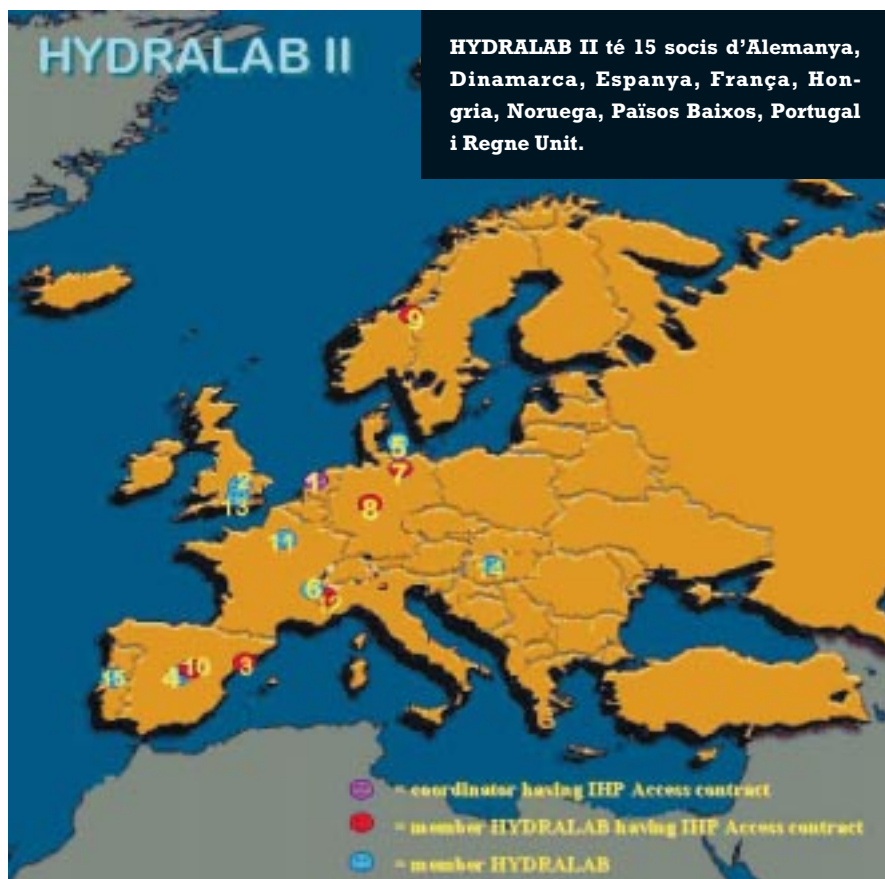 HYDRALAB II
HYDRALAB II té 15 socis d’Alemanya,
Dinamarca, Espanya, França, Hon-
gria, Noruega, Països Baixos, Portugal
i Regne Unit.
9
5
7
2
1
13
8
11
14
6
12
10
3
15
4
= coordinator having IHP Access contract
= member HYDRALAB having IHP Access contract
= member HYDRALAB